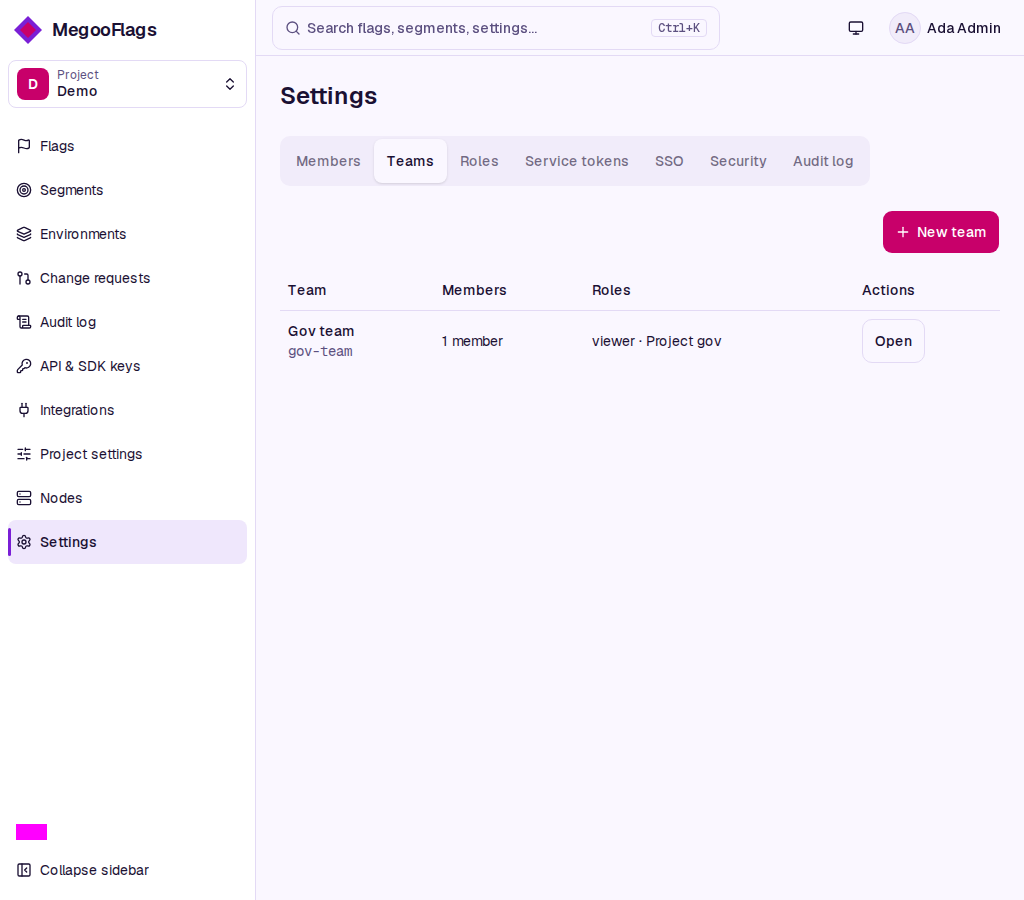 MegooFlags
Search flags, segments, settings...
Ctrl+K
AA
Ada Admin
D
Project
Demo
Flags
Segments
Environments
Change requests
Audit log
API & SDK keys
Integrations
Project settings
Nodes
Settings
Collapse sidebar
Settings
Members
Teams
Roles
Service tokens
SSO
Security
Audit log
New team
Team
Members
Roles
Actions
Gov team
gov-team
1 member
viewer · Project gov
Open